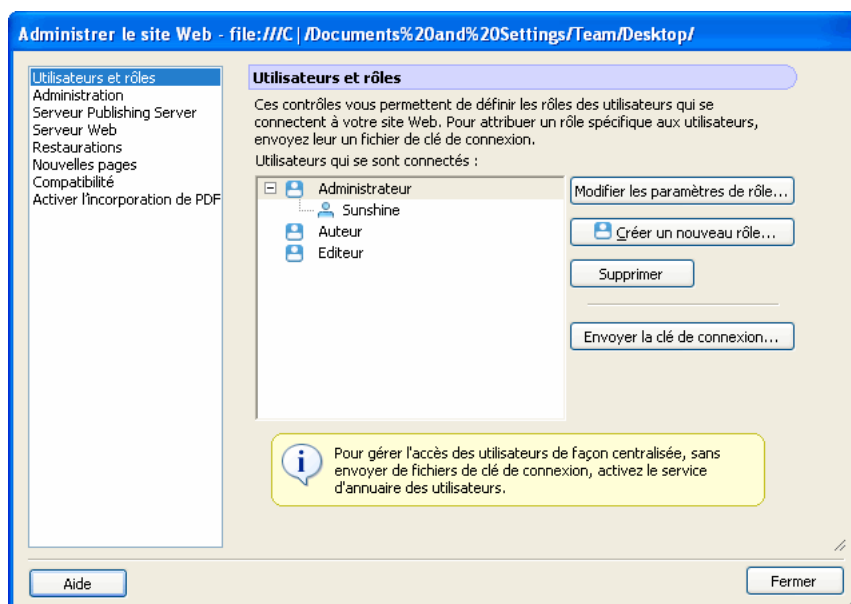 Administrer le site Web - file:///C|/Documents%20and%20Settings/Team/Desktop/
Utilisateurs et rôles
Administration
Serveur Publishing Server
Serveur Web
Restaurations
Nouvelles pages
Compatibilité
Activer l'incorporation de PDF
Utilisateurs et rôles
Ces contrôles vous permettent de définir les rôles des utilisateurs qui se
connectent à votre site Web. Pour attribuer un rôle spécifique aux utilisateurs,
envoyez leur un fichier de clé de connexion.
Utilisateurs qui se sont connectés :
Administrateur
Sunshine
Auteur
Editeur
Modifier les paramètres de rôle...
Créer un nouveau rôle...
Supprimer
Envoyer la clé de connexion...
Pour gérer l'accès des utilisateurs de façon centralisée, sans
envoyer de fichiers de clé de connexion, activez le service
d'annuaire des utilisateurs.
Aide
Fermer